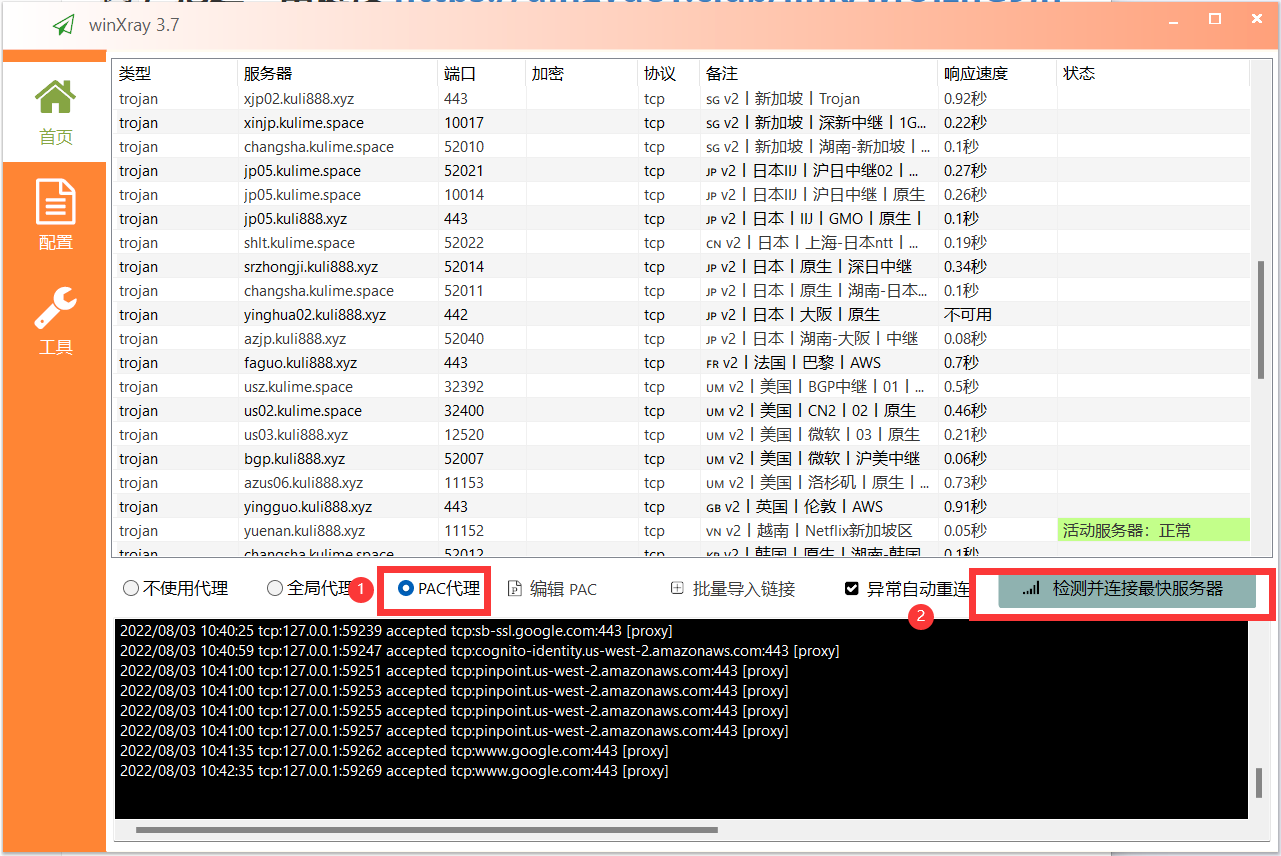 winXray 3.7
首页
配置
工具
类型 服务器 端口 加密 协议 备注 响应速度 状态
trojan xjp02.kuli888.xyz 443 tcp SG v2丨新加坡丨Trojan 0.92秒
trojan xinjp.kulime.space 10017 tcp SG v2丨新加坡丨深新中继丨1G... 0.22秒
trojan changsha.kulime.space 52010 tcp SG v2丨新加坡丨湖南-新加坡丨... 0.1秒
trojan jp05.kulime.space 52021 tcp JP v2丨日本IIJ丨沪日中继02丨... 0.27秒
trojan jp05.kulime.space 10014 tcp JP v2丨日本IIJ丨沪日中继丨原生 0.26秒
trojan jp05.kuli888.xyz 443 tcp JP v2丨日本丨IIJ丨GMO丨原生丨 0.1秒
trojan shlt.kulime.space 52022 tcp CN v2丨日本丨上海-日本ntt丨... 0.19秒
trojan srzhongji.kuli888.xyz 52014 tcp JP v2丨日本丨原生丨深日中继 0.34秒
trojan changsha.kulime.space 52011 tcp JP v2丨日本丨原生丨湖南-日本... 0.1秒
trojan yinghua02.kuli888.xyz 442 tcp JP v2丨日本丨大阪丨原生 不可用
trojan azjp.kuli888.xyz 52040 tcp JP v2丨日本丨湖南-大阪丨中继 0.08秒
trojan faguo.kuli888.xyz 443 tcp FR v2丨法国丨巴黎丨AWS 0.7秒
trojan usz.kulime.space 32392 tcp UM v2丨美国丨BGP中继丨01丨... 0.5秒
trojan us02.kulime.space 32400 tcp UM v2丨美国丨CN2丨02丨原生 0.46秒
trojan us03.kuli888.xyz 12520 tcp UM v2丨美国丨微软丨03丨原生 0.21秒
trojan bgp.kuli888.xyz 52007 tcp UM v2丨美国丨微软丨沪美中继 0.06秒
trojan azus06.kuli888.xyz 11153 tcp UM v2丨美国丨洛杉矶丨原生丨... 0.73秒
trojan yingguo.kuli888.xyz 443 tcp GB v2丨英国丨伦敦丨AWS 0.91秒
trojan yuenan.kuli888.xyz 11152 tcp VN v2丨越南丨Netflix新加坡区 0.05秒 活动服务器：正常
trojan changsha.kulime.space 52012 tcp KR v2丨韩国丨原生丨湖南-韩国 0.1秒
不使用代理 全局代理 1 PAC代理 编辑 PAC 批量导入链接 异常自动重连 2 检测并连接最快服务器
2022/08/03 10:40:25 tcp:127.0.0.1:59239 accepted tcp:sb-ssl.google.com:443 [proxy]
2022/08/03 10:40:59 tcp:127.0.0.1:59247 accepted tcp:cognito-identity.us-west-2.amazonaws.com:443 [proxy]
2022/08/03 10:41:00 tcp:127.0.0.1:59251 accepted tcp:pinpoint.us-west-2.amazonaws.com:443 [proxy]
2022/08/03 10:41:00 tcp:127.0.0.1:59253 accepted tcp:pinpoint.us-west-2.amazonaws.com:443 [proxy]
2022/08/03 10:41:00 tcp:127.0.0.1:59255 accepted tcp:pinpoint.us-west-2.amazonaws.com:443 [proxy]
2022/08/03 10:41:00 tcp:127.0.0.1:59257 accepted tcp:pinpoint.us-west-2.amazonaws.com:443 [proxy]
2022/08/03 10:41:35 tcp:127.0.0.1:59262 accepted tcp:www.google.com:443 [proxy]
2022/08/03 10:42:35 tcp:127.0.0.1:59269 accepted tcp:www.google.com:443 [proxy]